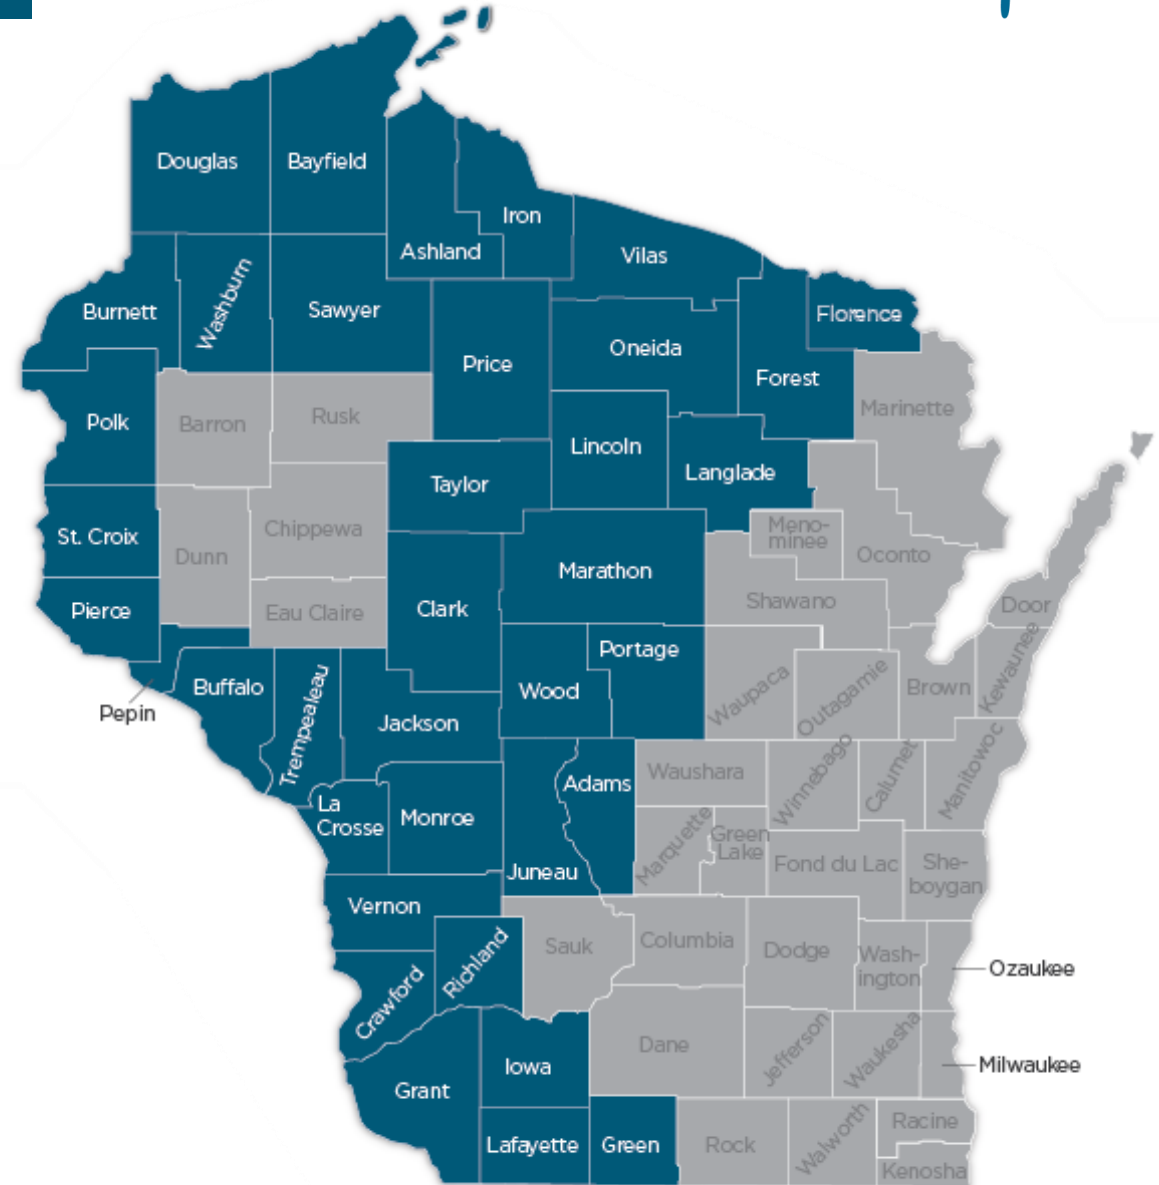 Douglas
Bayfield
Iron
Ashland
Vilas
Washburn
Burnett
Sawyer
Florence
Oneida
Price
Forest
Marinette
Polk
Barron
Rusk
Lincoln
Langlade
Taylor
Chippewa
Meno-
minee
St. Croix
Dunn
Oconto
Marathon
Shawano
Door
Pierce
Eau Claire
Clark
Portage
Kewaunee
Buffalo
Wood
Waupaca
Outagamie
Brown
Pepin
Trempealeau
Jackson
Waushara
Winnebago
Calumet
Manitowoc
Adams
La
Crosse
Monroe
Marquette
Green
Lake
Fond du Lac
She-
boygan
Juneau
Vernon
Sauk
Columbia
Dodge
Wash-
ington
Ozaukee
Richland
Crawford
Dane
Jefferson
Waukesha
Milwaukee
Iowa
Grant
Lafayette
Green
Rock
Walworth
Racine
Kenosha